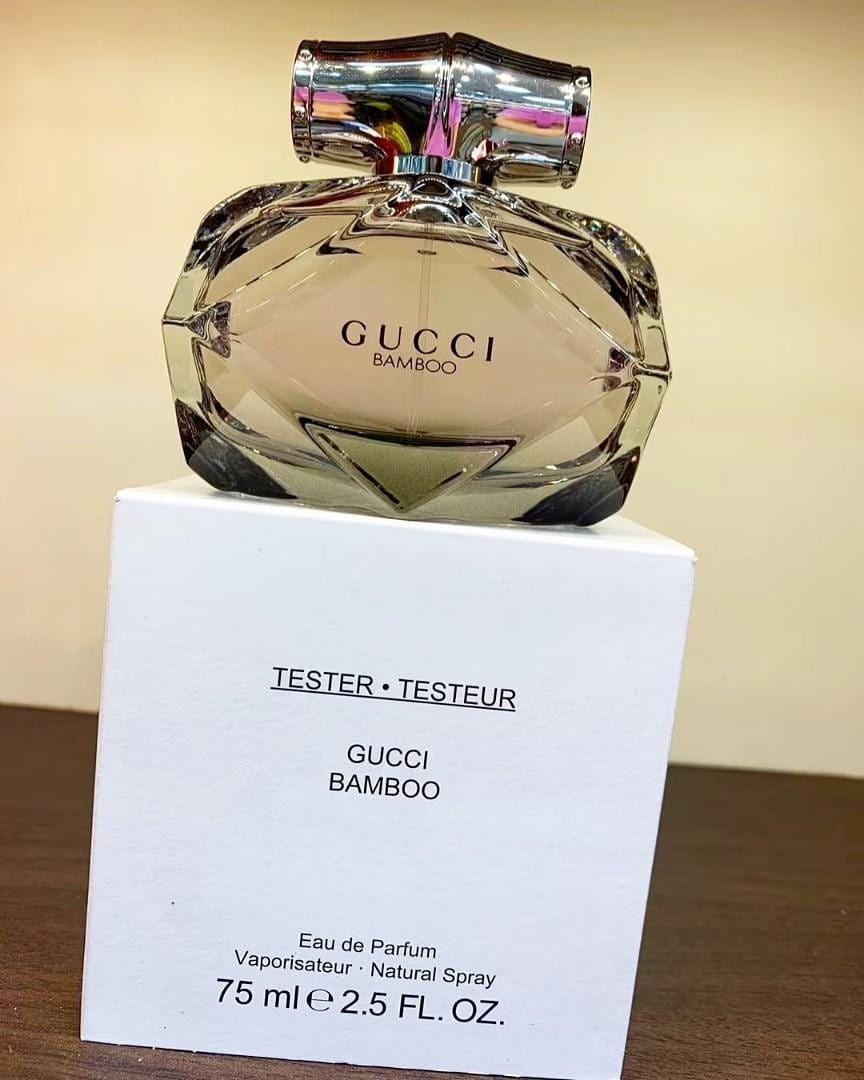 GUCCI
BAMBOO
TESTER • TESTEUR
GUCCI
BAMBOO
Eau de Parfum
Vaporisateur · Natural Spray
75 ml ℮ 2.5 FL. OZ.